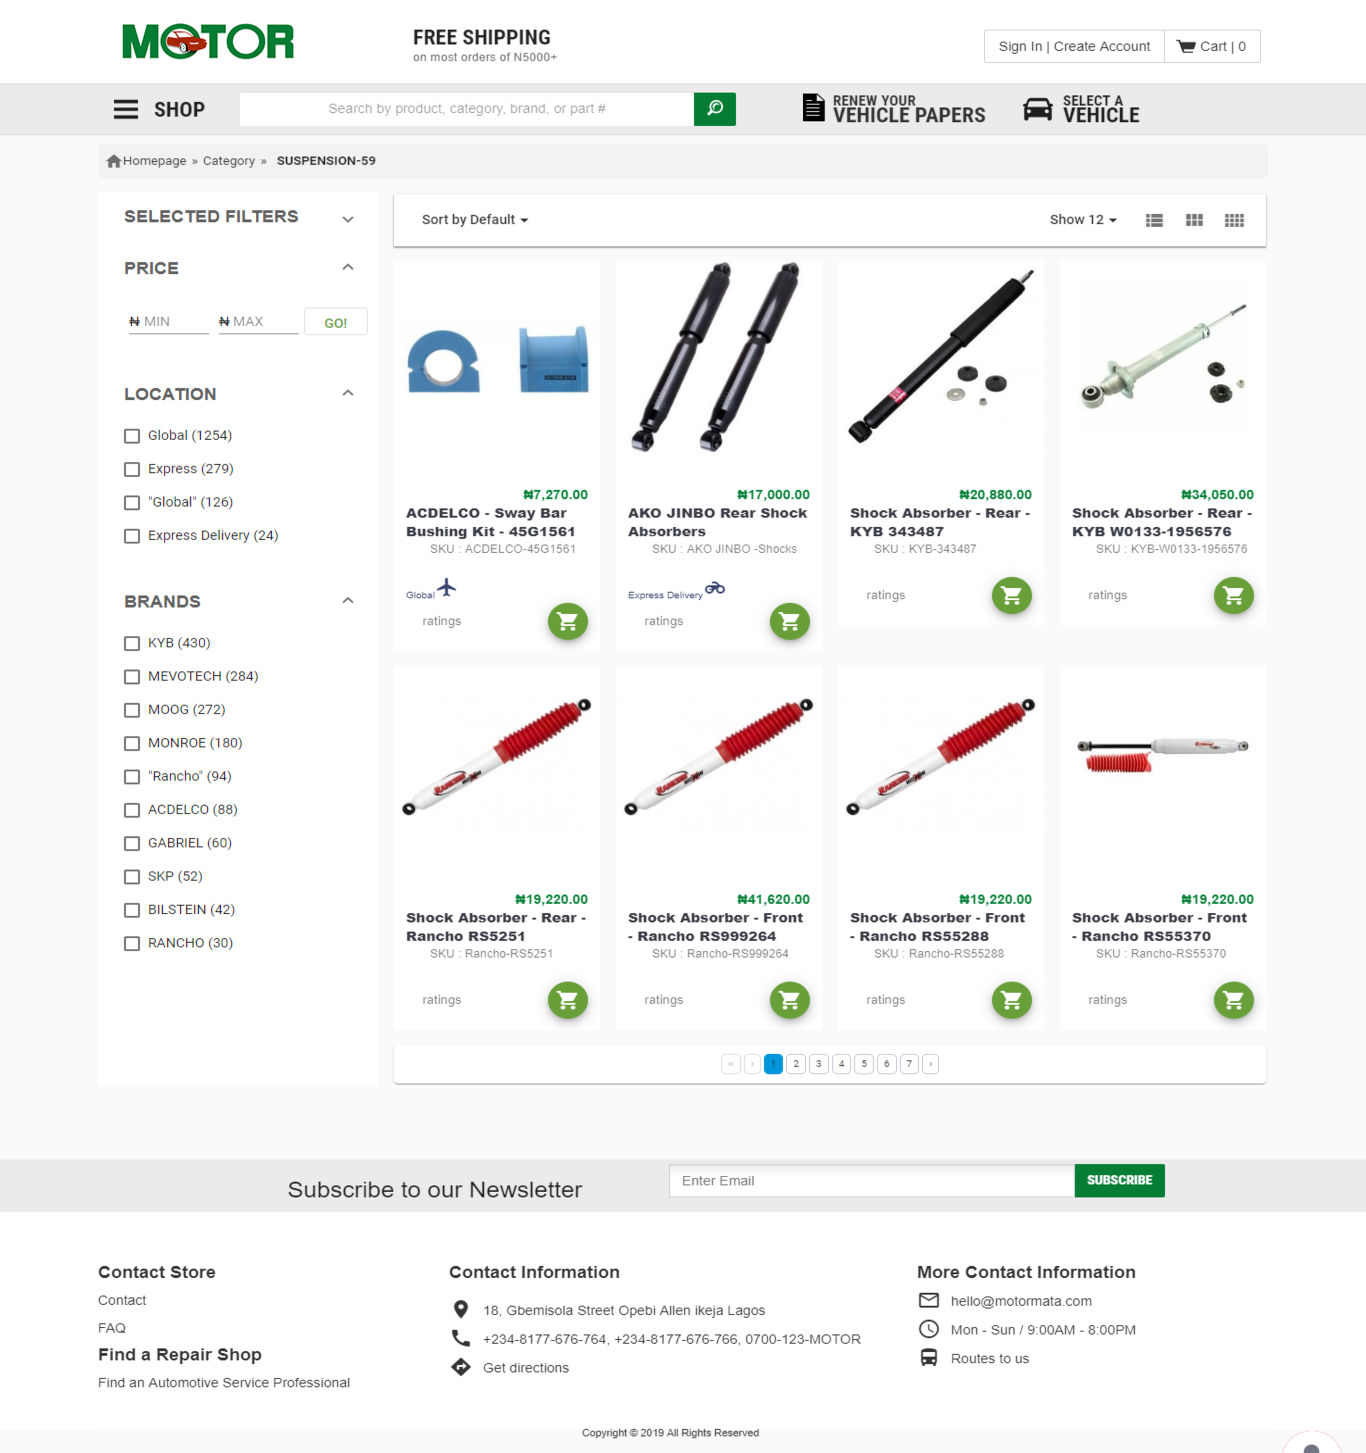 MOTOR
FREE SHIPPING
on most orders of N5000+
Sign In | Create Account
Cart | 0
SHOP
Search by product, category, brand, or part #
RENEW YOUR
VEHICLE PAPERS
SELECT A
VEHICLE
Homepage » Category » SUSPENSION-59
SELECTED FILTERS
PRICE
₦ MIN
₦ MAX
GO!
LOCATION
Global (1254)
Express (279)
"Global" (126)
Express Delivery (24)
BRANDS
KYB (430)
MEVOTECH (284)
MOOG (272)
MONROE (180)
"Rancho" (94)
ACDELCO (88)
GABRIEL (60)
SKP (52)
BILSTEIN (42)
RANCHO (30)
Sort by Default
Show 12
₦7,270.00
ACDELCO - Sway Bar
Bushing Kit - 45G1561
SKU : ACDELCO-45G1561
Global
ratings
₦17,000.00
AKO JINBO Rear Shock
Absorbers
SKU : AKO JINBO -Shocks
Express Delivery
ratings
₦20,880.00
Shock Absorber - Rear -
KYB 343487
SKU : KYB-343487
ratings
₦34,050.00
Shock Absorber - Rear -
KYB W0133-1956576
SKU : KYB-W0133-1956576
ratings
RANCHO
₦19,220.00
Shock Absorber - Rear -
Rancho RS5251
SKU : Rancho-RS5251
ratings
RANCHO
₦41,620.00
Shock Absorber - Front
- Rancho RS999264
SKU : Rancho-RS999264
ratings
RANCHO
₦19,220.00
Shock Absorber - Front
- Rancho RS55288
SKU : Rancho-RS55288
ratings
₦19,220.00
Shock Absorber - Front
- Rancho RS55370
SKU : Rancho-RS55370
ratings
‹‹ ‹ 1 2 3 4 5 6 7 ›
Subscribe to our Newsletter
Enter Email
SUBSCRIBE
Contact Store
Contact
FAQ
Find a Repair Shop
Find an Automotive Service Professional
Contact Information
18, Gbemisola Street Opebi Allen ikeja Lagos
+234-8177-676-764, +234-8177-676-766, 0700-123-MOTOR
Get directions
More Contact Information
hello@motormata.com
Mon - Sun / 9:00AM - 8:00PM
Routes to us
Copyright © 2019 All Rights Reserved